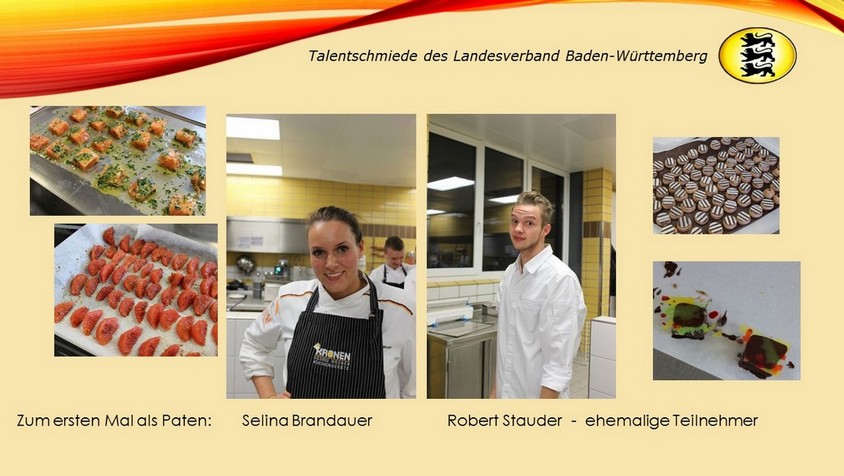 Talentschmiede des Landesverband Baden-Württemberg
KRONEN
Zum ersten Mal als Paten: Selina Brandauer Robert Stauder - ehemalige Teilnehmer